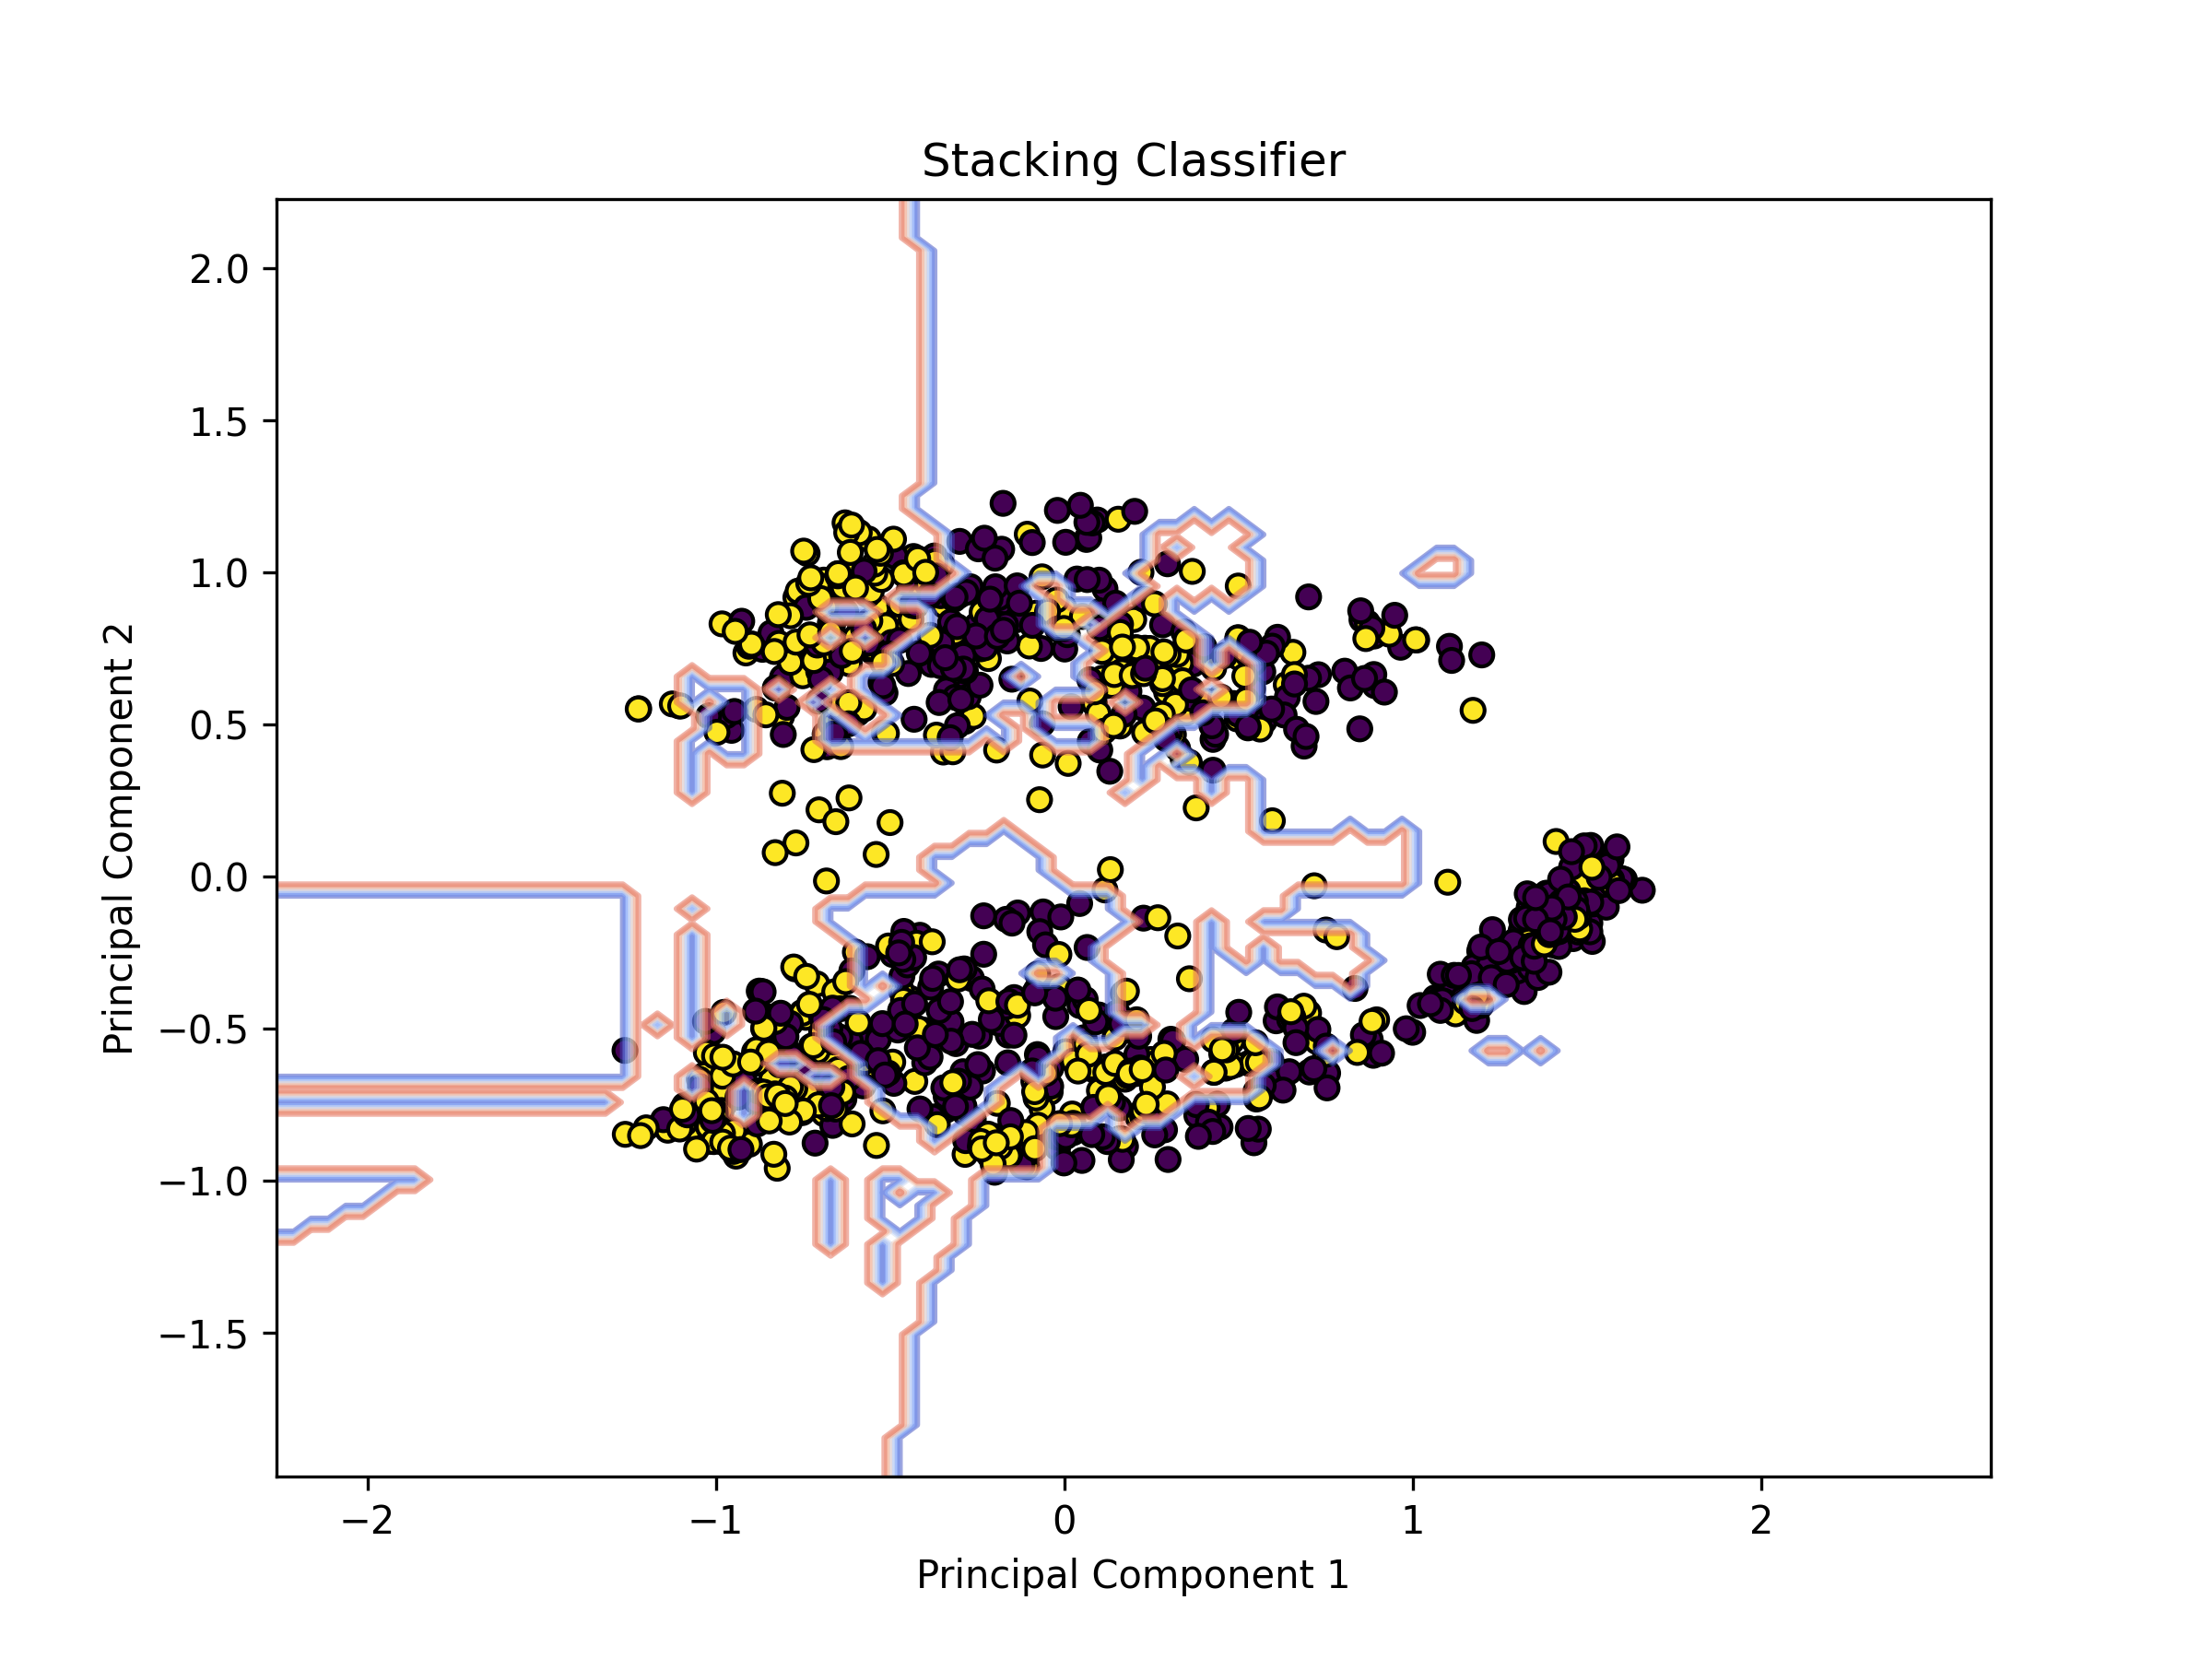 Stacking Classifier
2.0
1.5
1.0
0.5
0.0
−0.5
−1.0
−1.5
Principal Component 2
−2 −1 0 1 2
Principal Component 1